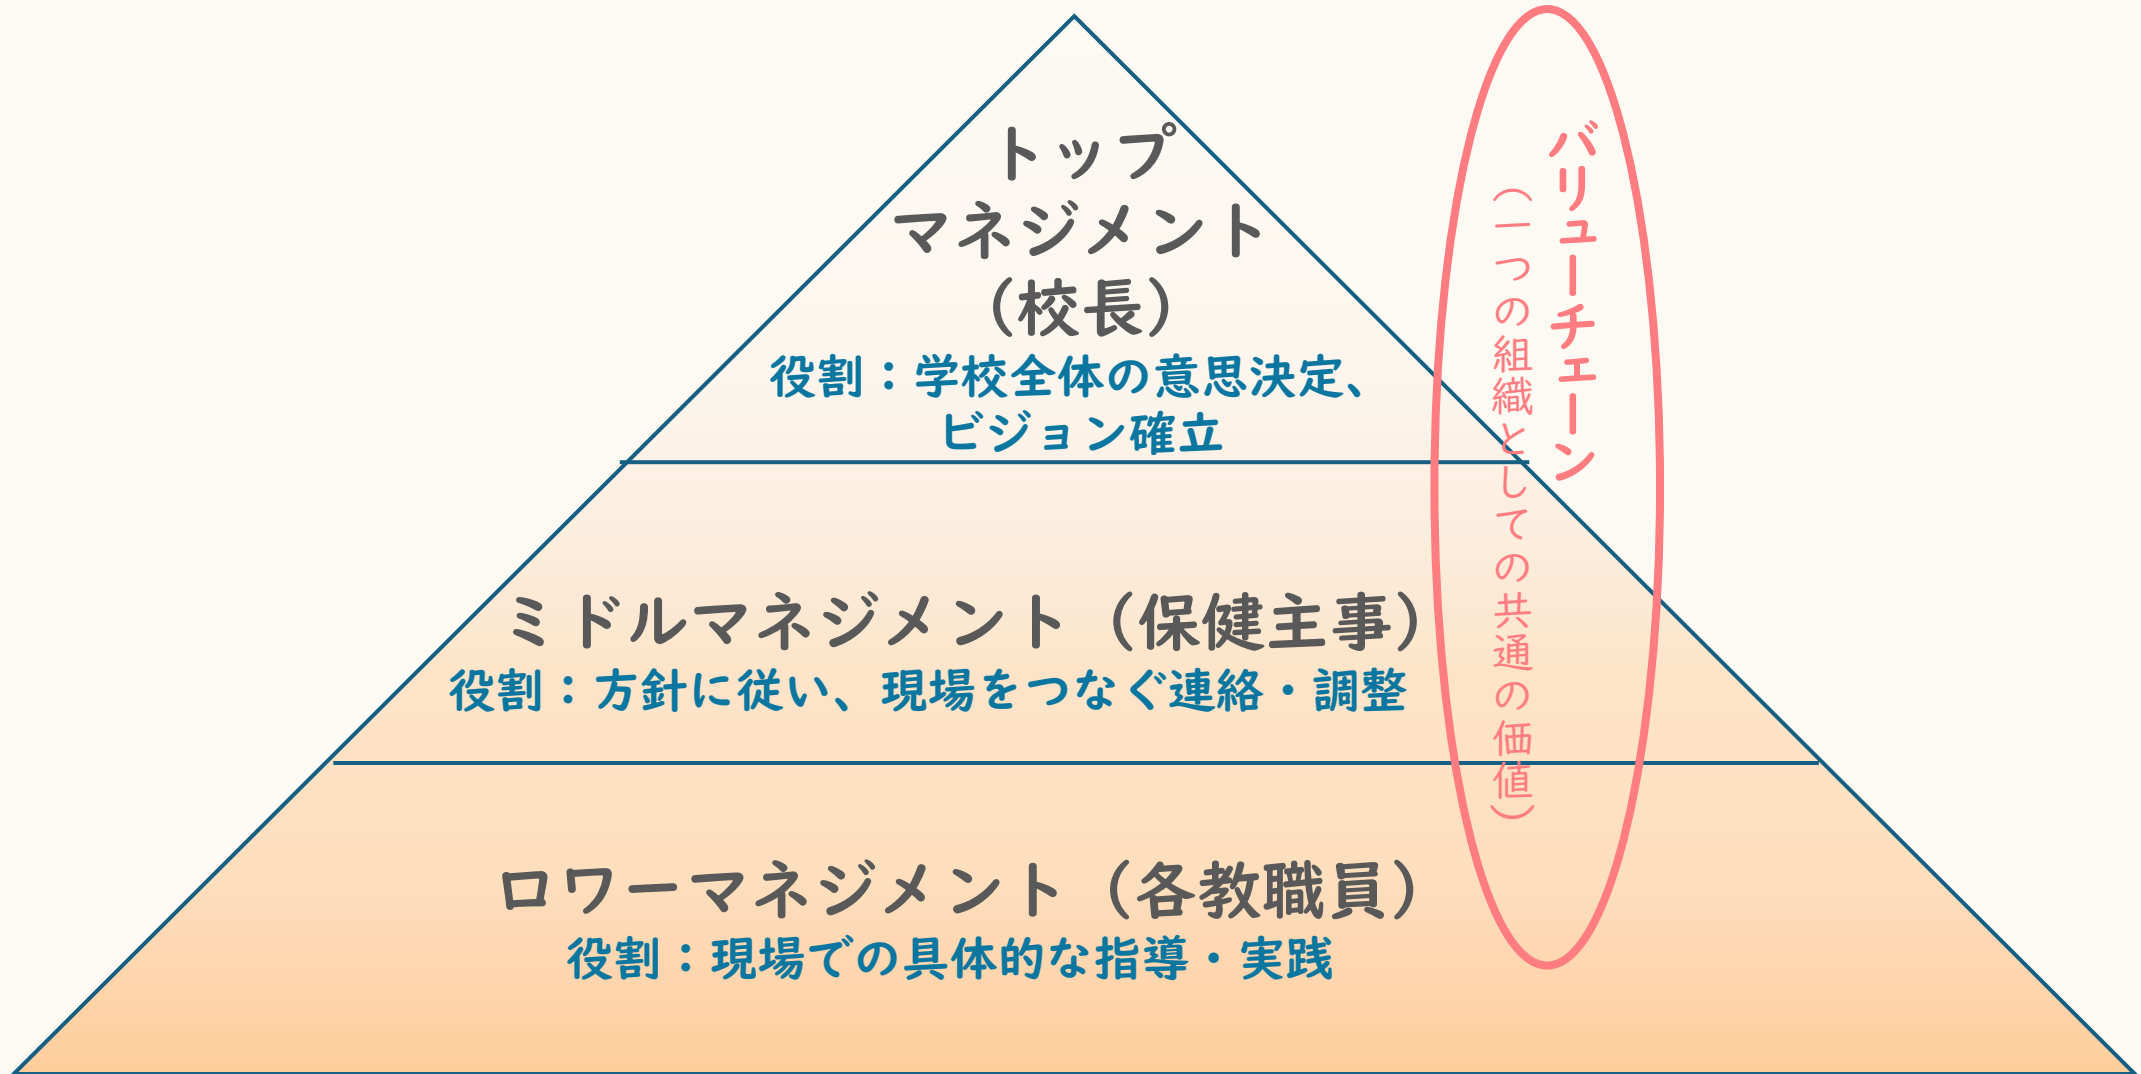 トップ
マネジメント
（校長）
役割：学校全体の意思決定、
ビジョン確立
ミドルマネジメント（保健主事）
役割：方針に従い、現場をつなぐ連絡・調整
ロワーマネジメント（各教職員）
役割：現場での具体的な指導・実践
バリューチェーン
（一つの組織としての共通の価値）